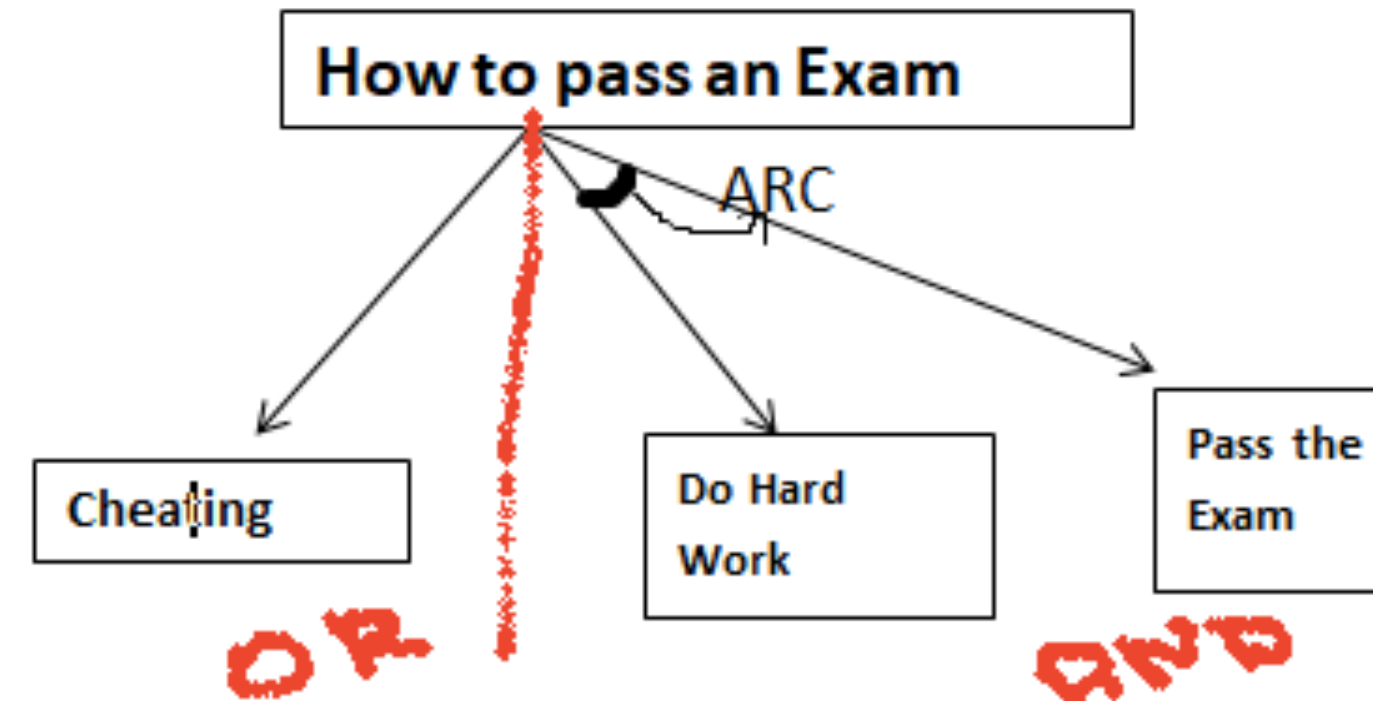 How to pass an Exam
ARC
Cheating
Do Hard
Work
Pass the
Exam
OR
AND